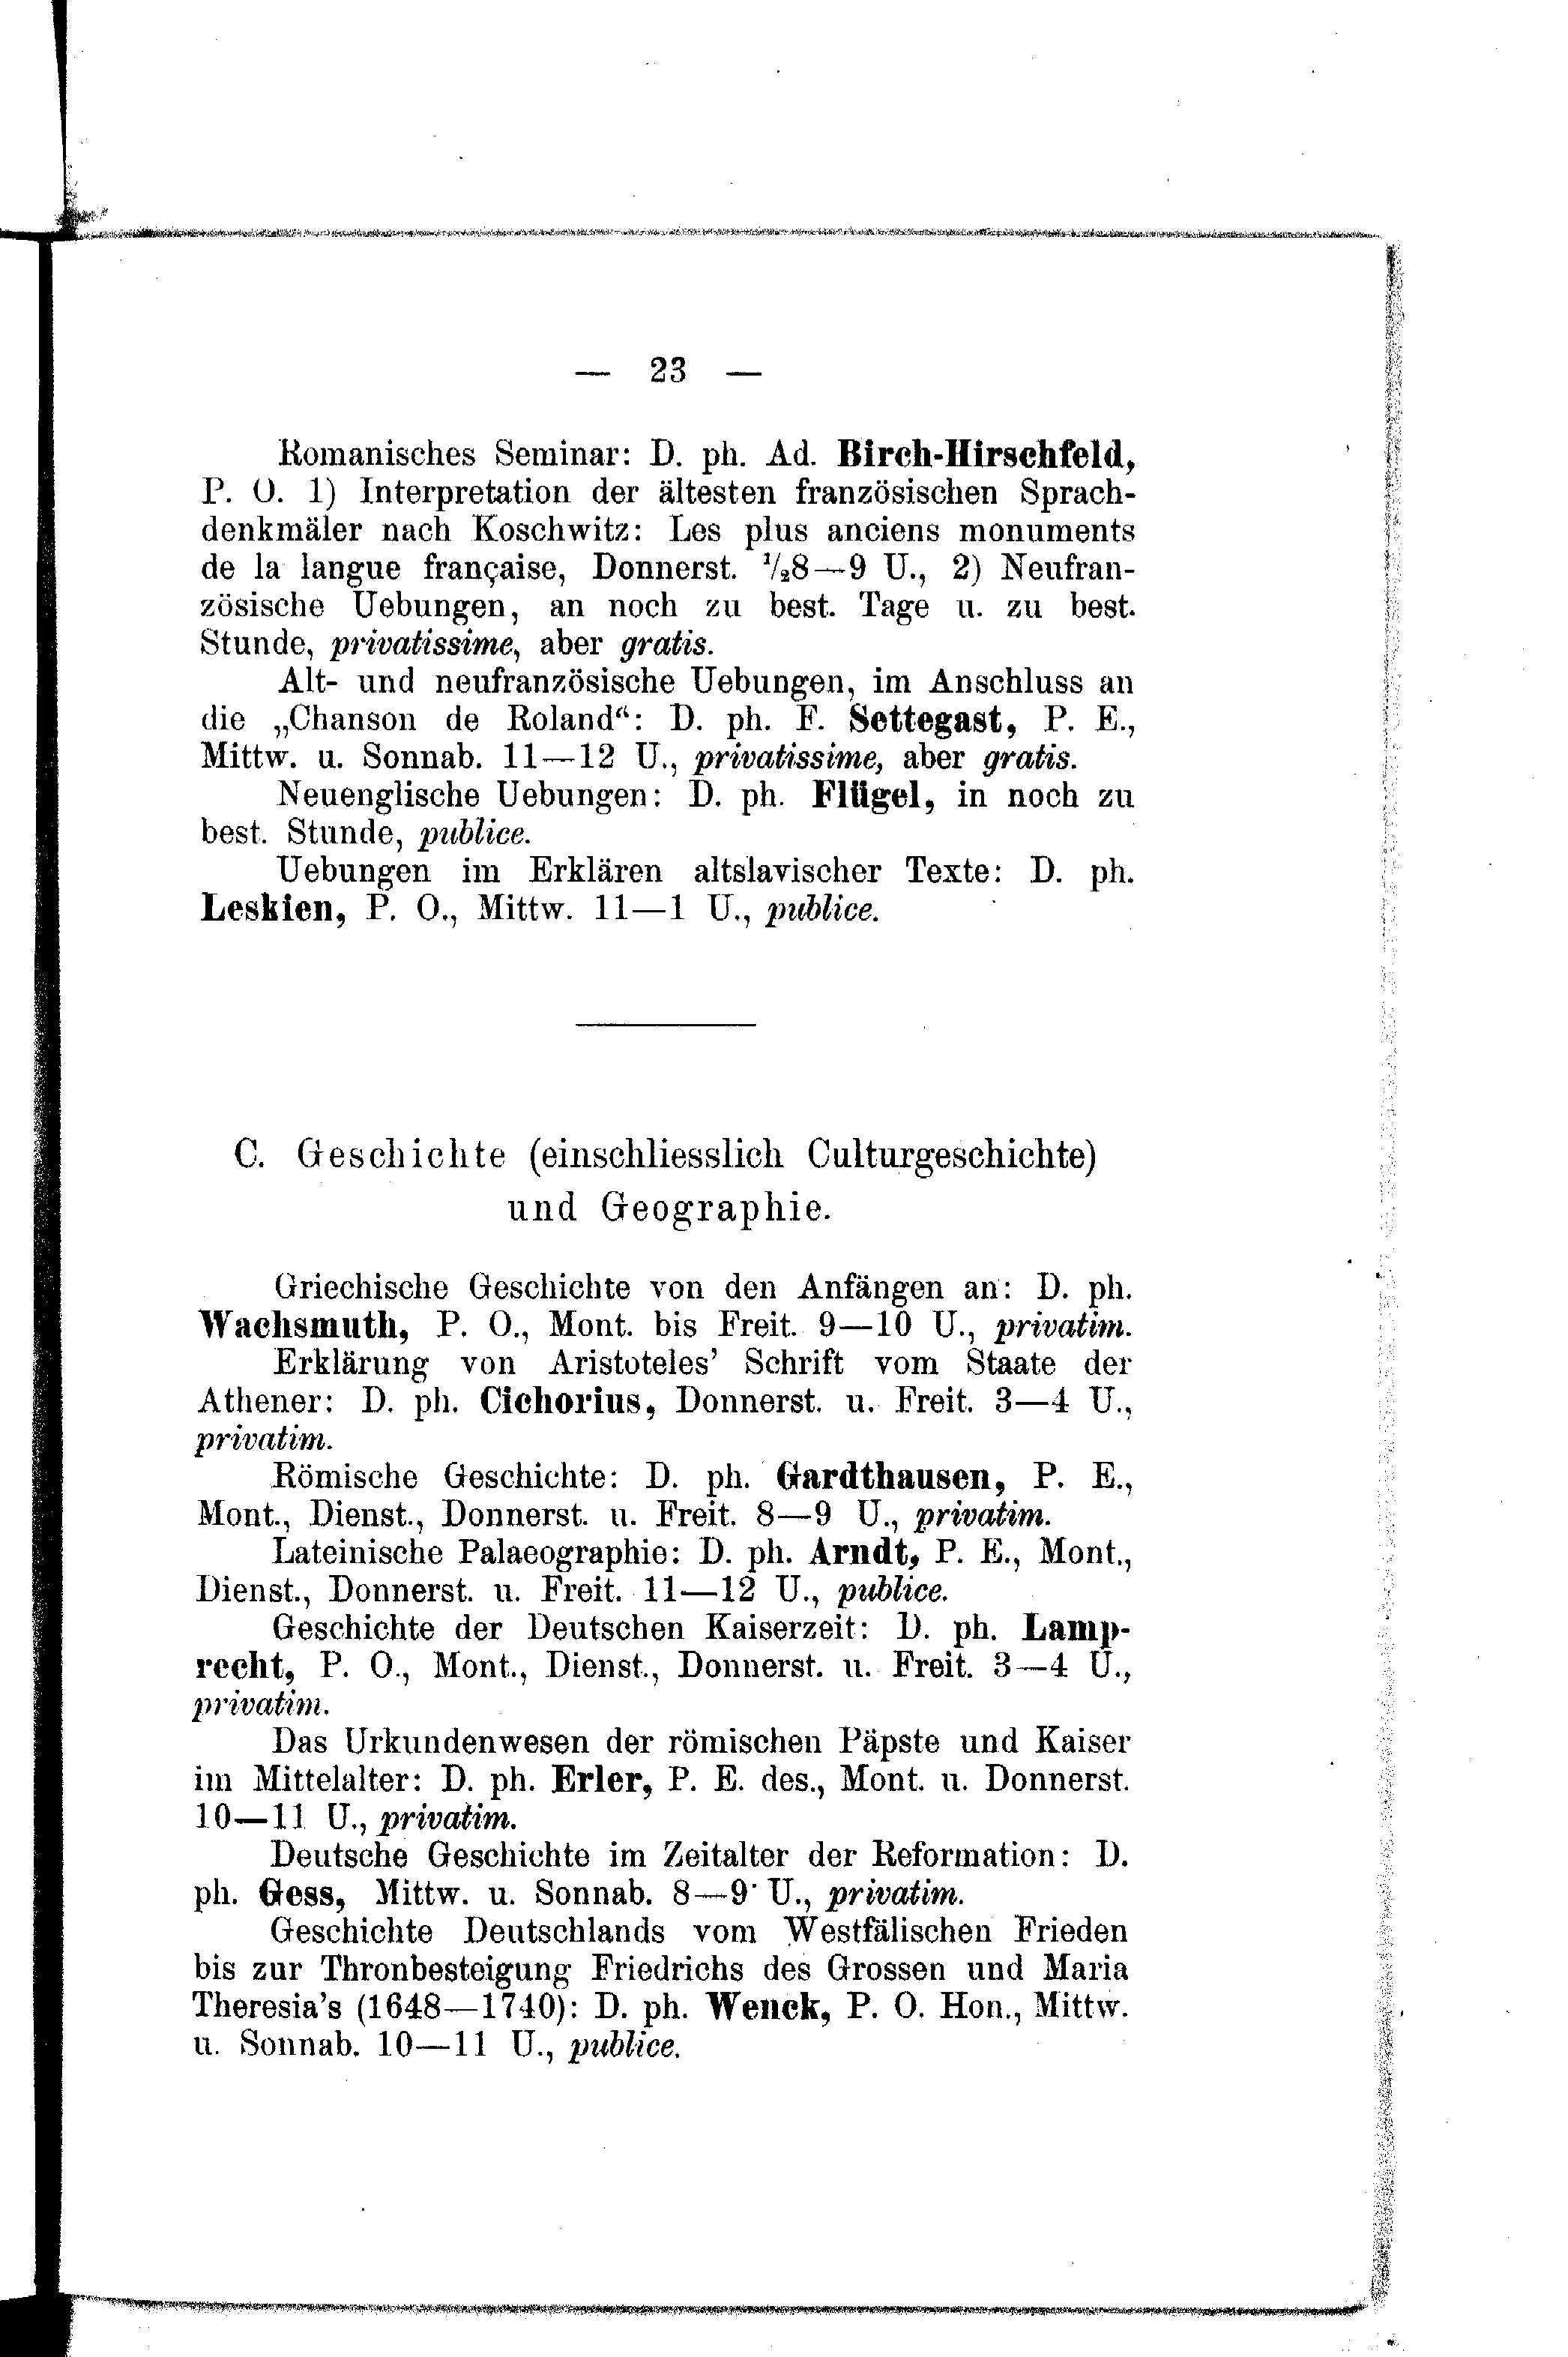 — 23 —
Romanisches Seminar: D. ph. Ad. Birch-Hirschfeld,
P. O. 1) Interpretation der ältesten französischen Sprach-
denkmäler nach Koschwitz: Les plus anciens monuments
de la langue française, Donnerst. ½8—9 U., 2) Neufran-
zösische Uebungen, an noch zu best. Tage u. zu best.
Stunde, privatissime, aber gratis.
Alt- und neufranzösische Uebungen, im Anschluss an
die „Chanson de Roland“: D. ph. F. Settegast, P. E.,
Mittw. u. Sonnab. 11—12 U., privatissime, aber gratis.
Neuenglische Uebungen: D. ph. Flügel, in noch zu
best. Stunde, publice.
Uebungen im Erklären altslavischer Texte: D. ph.
Leskien, P. O., Mittw. 11—1 U., publice.
C. Geschichte (einschliesslich Culturgeschichte)
und Geographie.
Griechische Geschichte von den Anfängen an: D. ph.
Wachsmuth, P. O., Mont. bis Freit. 9—10 U., privatim.
Erklärung von Aristoteles’ Schrift vom Staate der
Athener: D. ph. Cichorius, Donnerst. u. Freit. 3—4 U.,
privatim.
Römische Geschichte: D. ph. Gardthausen, P. E.,
Mont., Dienst., Donnerst. u. Freit. 8—9 U., privatim.
Lateinische Palaeographie: D. ph. Arndt, P. E., Mont.,
Dienst., Donnerst. u. Freit. 11—12 U., publice.
Geschichte der Deutschen Kaiserzeit: D. ph. Lamp-
recht, P. O., Mont., Dienst., Donnerst. u. Freit. 3—4 U.,
privatim.
Das Urkundenwesen der römischen Päpste und Kaiser
im Mittelalter: D. ph. Erler, P. E. des., Mont. u. Donnerst.
10—11 U., privatim.
Deutsche Geschichte im Zeitalter der Reformation: D.
ph. Gess, Mittw. u. Sonnab. 8—9 U., privatim.
Geschichte Deutschlands vom Westfälischen Frieden
bis zur Thronbesteigung Friedrichs des Grossen und Maria
Theresia’s (1648—1740): D. ph. Wenck, P. O. Hon., Mittw.
u. Sonnab. 10—11 U., publice.